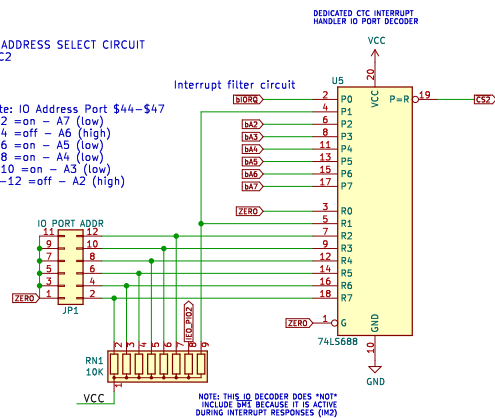 DEDICATED CTC INTERRUPT
HANDLER IO PORT DECODER
ADDRESS SELECT CIRCUIT
C2
VCC
Interrupt filter circuit
U5
20
VCC
bIORQ 2 P0 P=R 19 CS2
4 P1
te: IO Address Port $44-$47
2 =on - A7 (low)
4 =off - A6 (high)
6 =on - A5 (low)
8 =on - A4 (low)
10 =on - A3 (low)
-12 =off - A2 (high)
bA2 6 P2
bA3 8 P3
bA4 11 P4
bA5 13 P5
bA6 15 P6
bA7 17 P7
ZERO 3 R0
5 R1
IO PORT ADDR
11 12 7 R2
9 10 9 R3
7 8 12 R4
5 6 14 R5
3 4 16 R6
ZERO 1 2 18 R7
JP1
IEO_PIO2
ZERO 1 G
GND
74LS688
10
GND
2 3 4 5 6 7 8 9
RN1
10K
1
VCC
NOTE: THIS IO DECODER DOES *NOT*
INCLUDE bM1 BECAUSE IT IS ACTIVE
DURING INTERRUPT RESPONSES (IM2)